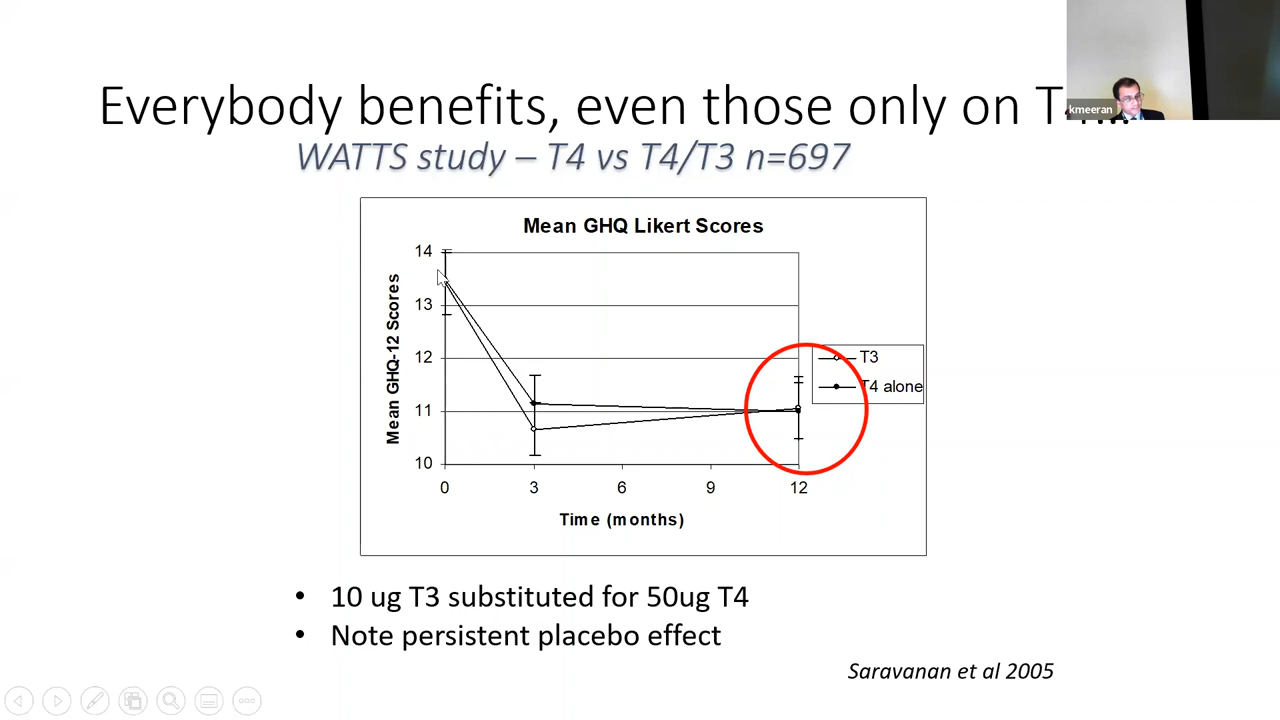 Everybody benefits, even those only on T4...
kmeeran
WATTS study – T4 vs T4/T3 n=697
Mean GHQ Likert Scores
Mean GHQ-12 Scores
14
13
12
11
10
0 3 6 9 12
Time (months)
T3
T4 alone
• 10 ug T3 substituted for 50ug T4
• Note persistent placebo effect
Saravanan et al 2005